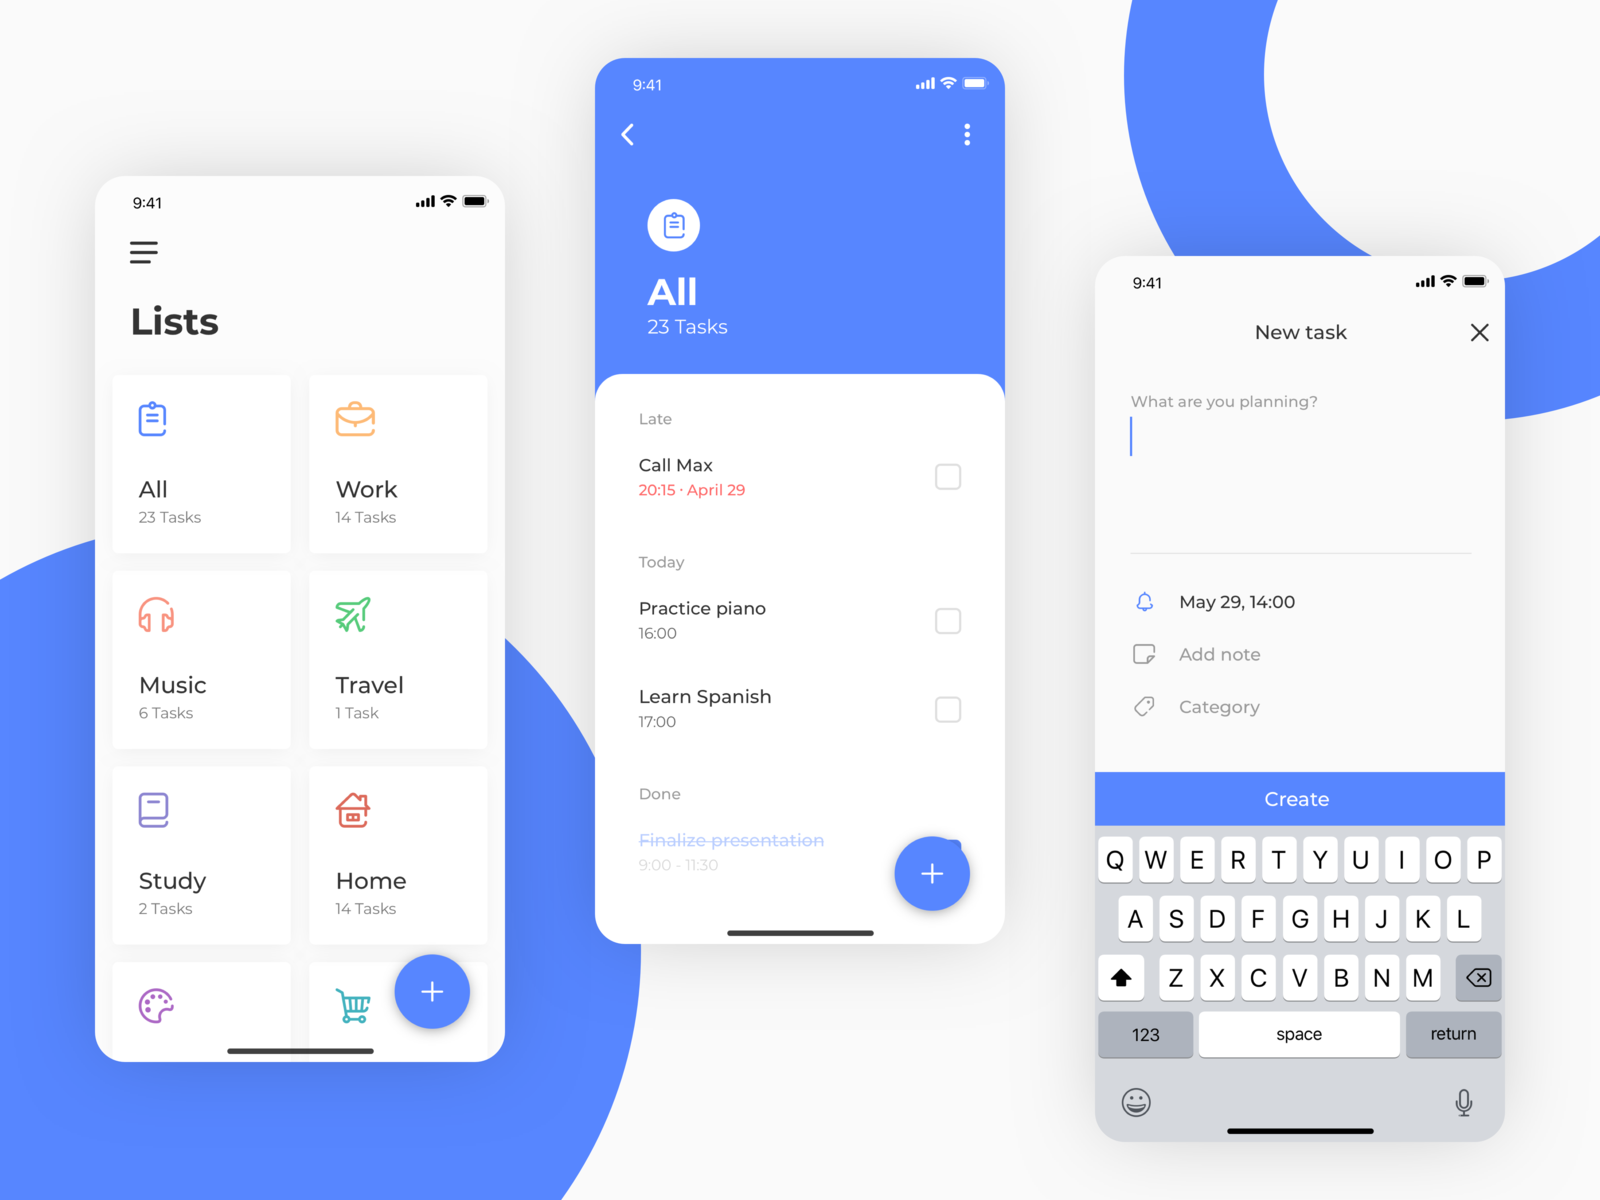 9:41
Lists
All
23 Tasks
Work
14 Tasks
Music
6 Tasks
Travel
1 Task
Study
2 Tasks
Home
14 Tasks
9:41
All
23 Tasks
Late
Call Max
20:15 · April 29
Today
Practice piano
16:00
Learn Spanish
17:00
Done
Finalize presentation
9:00 - 11:30
9:41
New task
What are you planning?
May 29, 14:00
Add note
Category
Create
Q W E R T Y U I O P
A S D F G H J K L
Z X C V B N M
123 space return